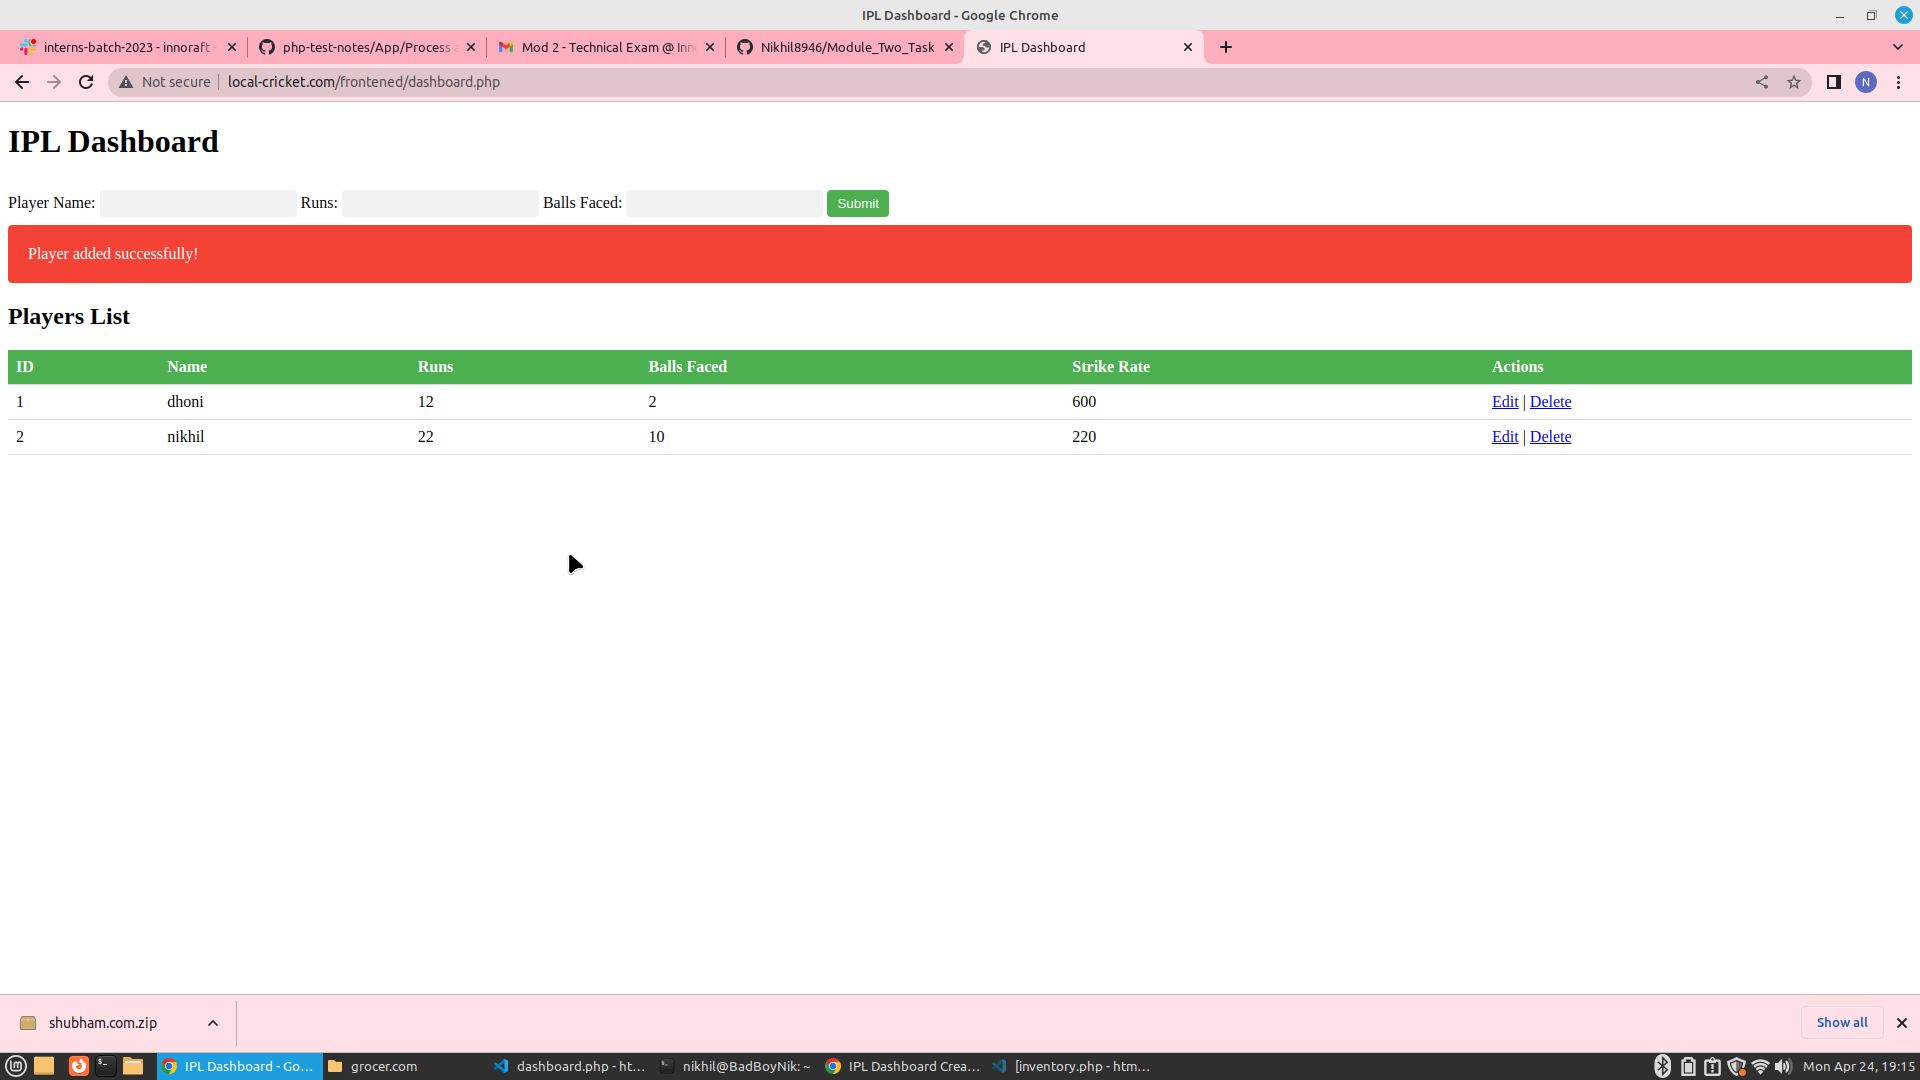 IPL Dashboard - Google Chrome
interns-batch-2023 - innoraft -
php-test-notes/App/Process a
Mod 2 - Technical Exam @ Inn
Nikhil8946/Module_Two_Task
IPL Dashboard
Not secure
local-cricket.com/frontened/dashboard.php
N
IPL Dashboard
Player Name: Runs: Balls Faced: Submit
Player added successfully!
Players List
ID Name Runs Balls Faced Strike Rate Actions
1 dhoni 12 2 600 Edit | Delete
2 nikhil 22 10 220 Edit | Delete
shubham.com.zip
Show all
IPL Dashboard - Go...
grocer.com
dashboard.php - ht...
nikhil@BadBoyNik: ~
IPL Dashboard Crea...
[inventory.php - htm...
Mon Apr 24, 19:15